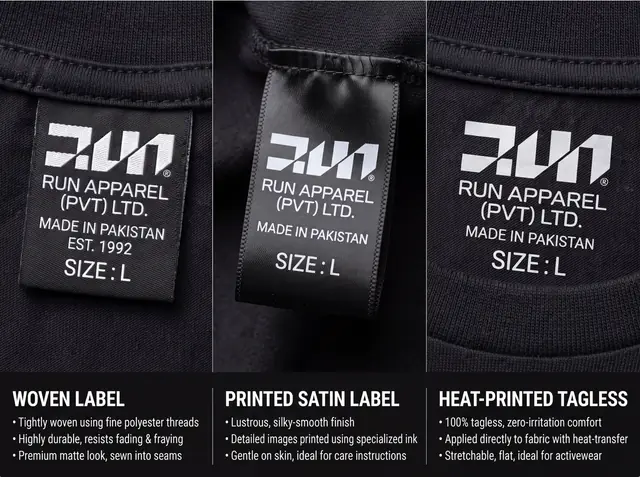 RUN
®
RUN APPAREL
(PVT) LTD.
MADE IN PAKISTAN
EST. 1992
SIZE : L
RUN
®
RUN APPAREL
(PVT) LTD.
MADE IN PAKISTAN
SIZE : L
RUN
®
RUN APPAREL
(PVT) LTD.
MADE IN PAKISTAN
SIZE : L
WOVEN LABEL
• Tightly woven using fine polyester threads
• Highly durable, resists fading & fraying
• Premium matte look, sewn into seams
PRINTED SATIN LABEL
• Lustrous, silky-smooth finish
• Detailed images printed using specialized ink
• Gentle on skin, ideal for care instructions
HEAT-PRINTED TAGLESS
• 100% tagless, zero-irritation comfort
• Applied directly to fabric with heat-transfer
• Stretchable, flat, ideal for activewear